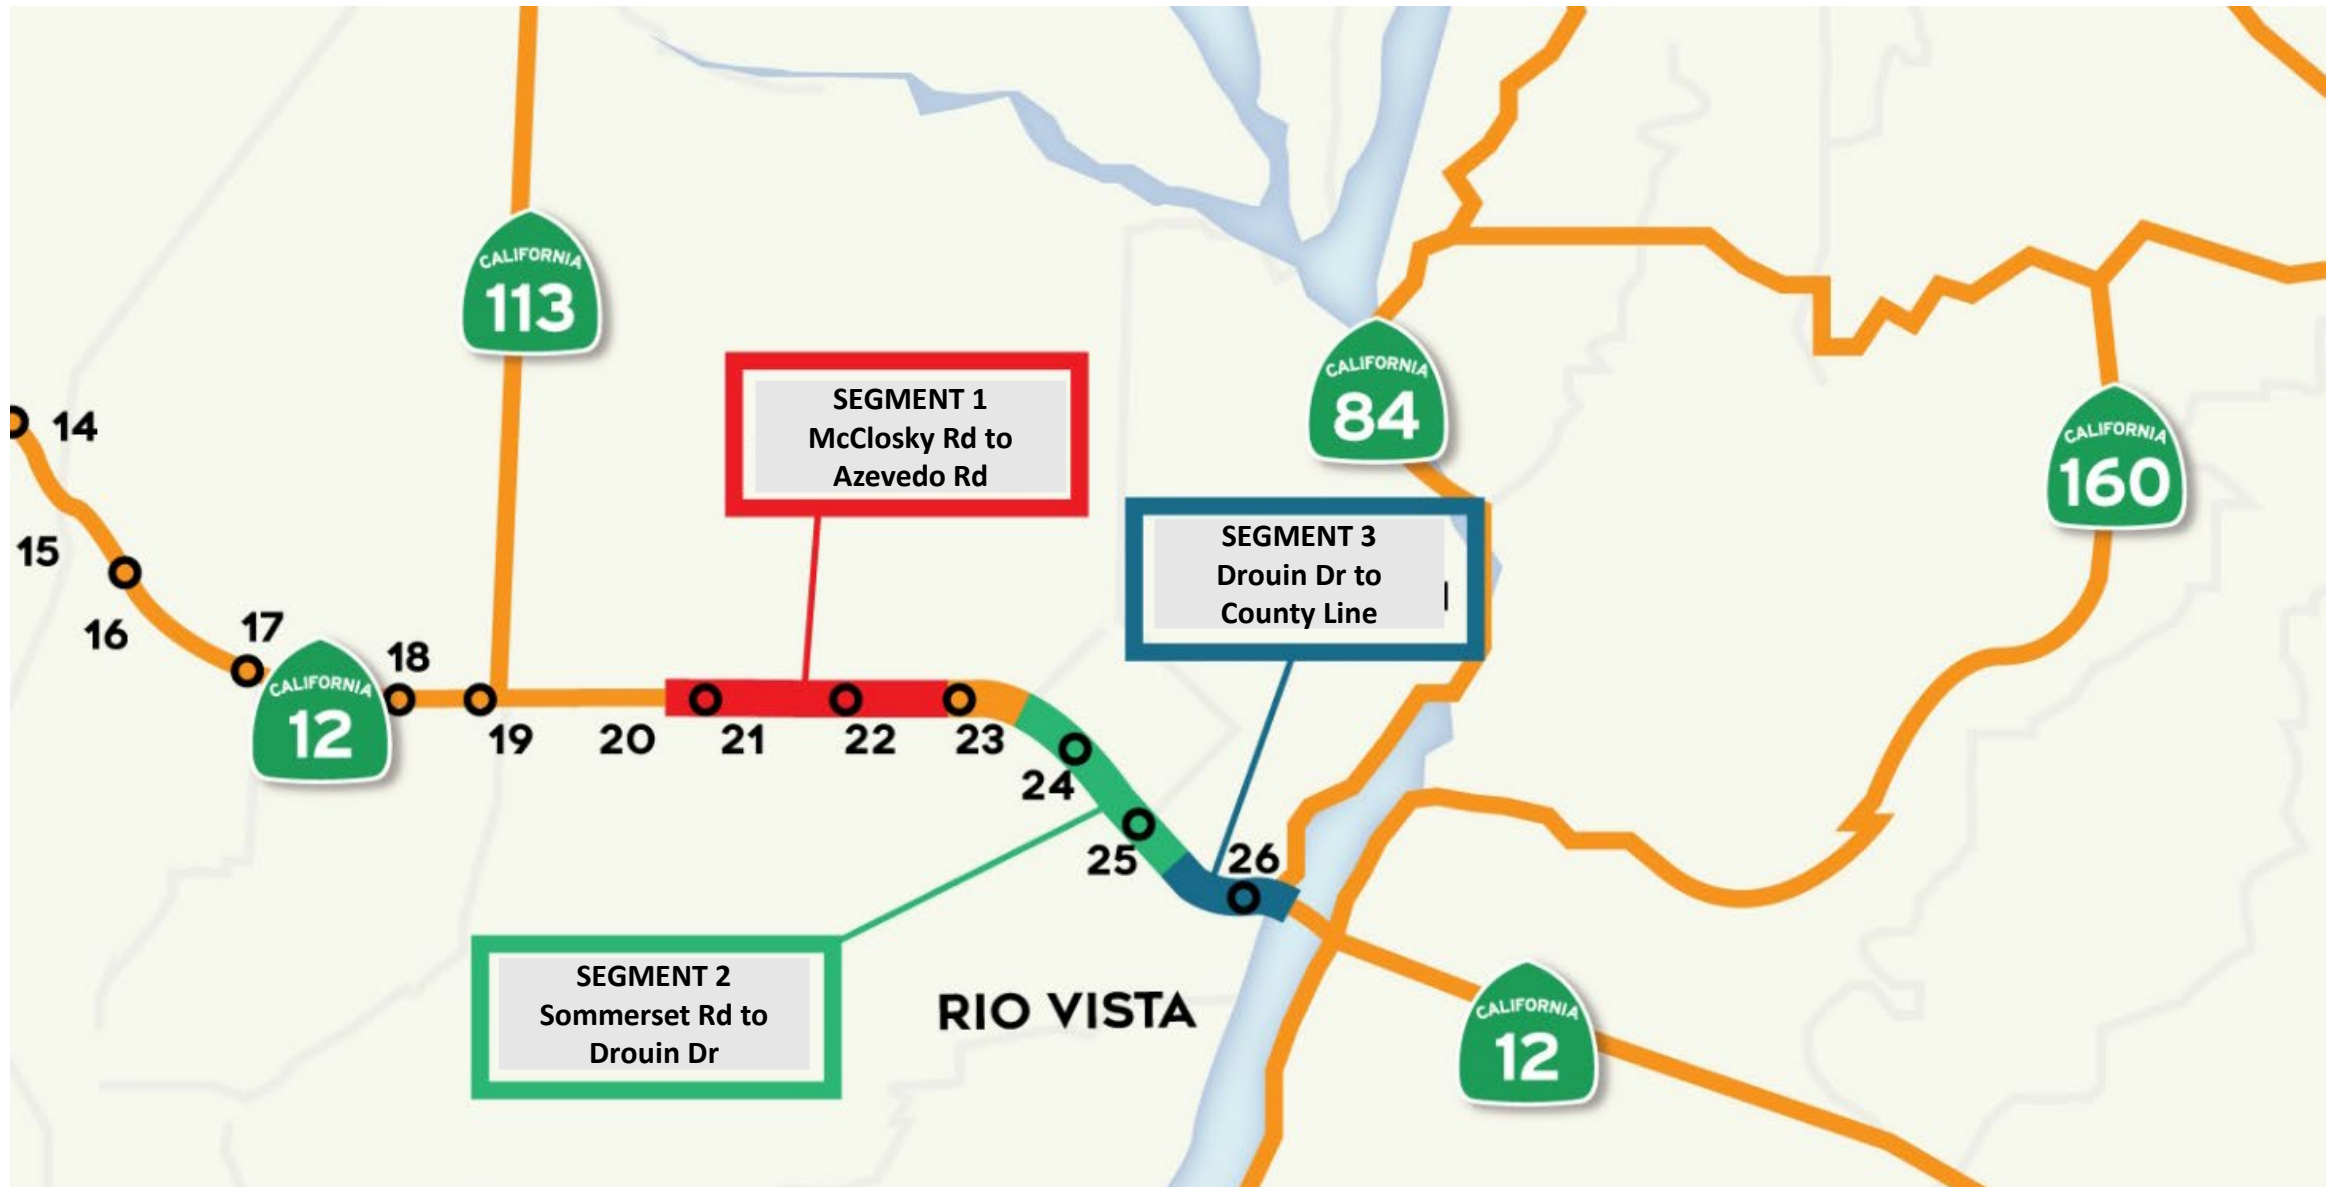 CALIFORNIA
113
SEGMENT 1
McClosky Rd to
Azevedo Rd
CALIFORNIA
84
CALIFORNIA
160
14
15
16
17
18
CALIFORNIA
12
19
20
21
22
23
24
25
26
SEGMENT 3
Drouin Dr to
County Line
SEGMENT 2
Sommerset Rd to
Drouin Dr
RIO VISTA
CALIFORNIA
12